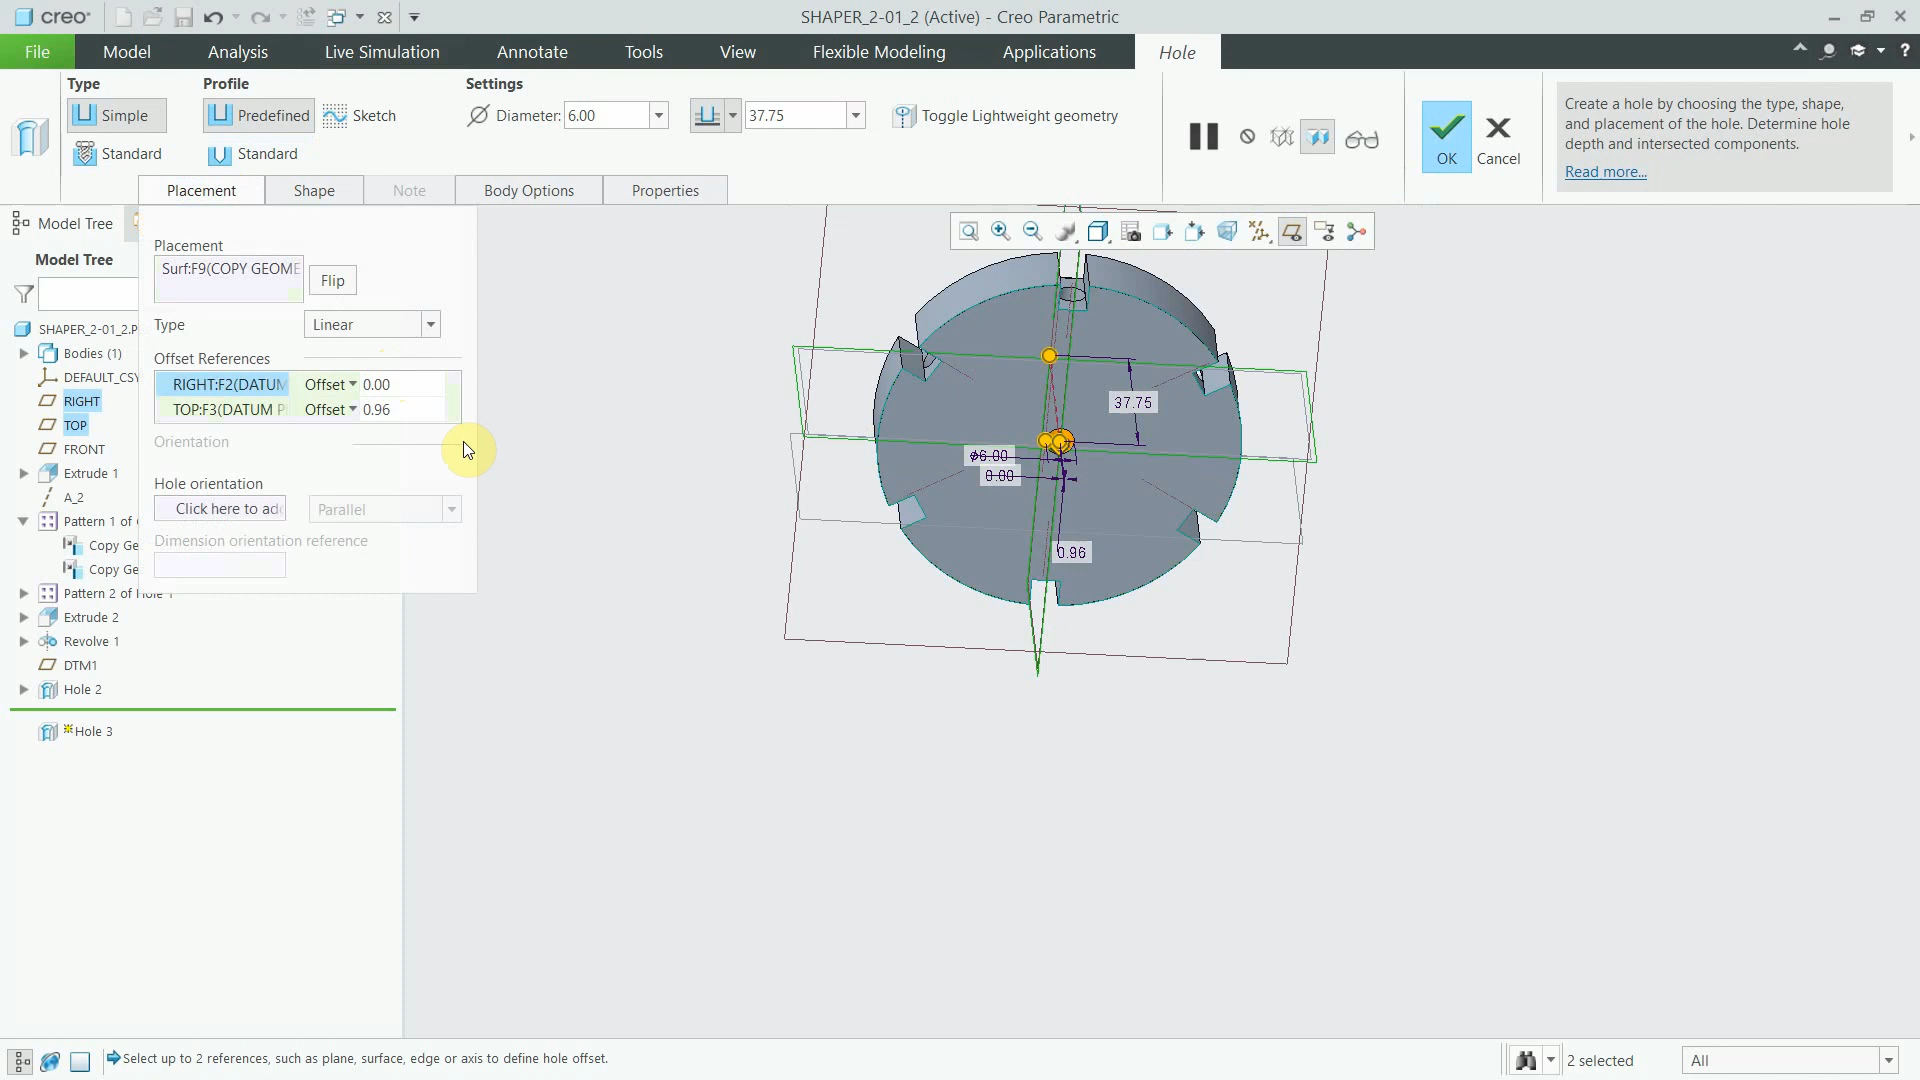 creo
SHAPER_2-01_2 (Active) - Creo Parametric
File
Model
Analysis
Live Simulation
Annotate
Tools
View
Flexible Modeling
Applications
Hole
?
Type
Profile
Settings
Simple
Predefined
Sketch
Diameter:
6.00
37.75
Toggle Lightweight geometry
Standard
Standard
OK
Cancel
Create a hole by choosing the type, shape,
and placement of the hole. Determine hole
depth and intersected components.
Read more...
Placement
Shape
Note
Body Options
Properties
Model Tree
Model Tree
SHAPER_2-01_2.P
Bodies (1)
DEFAULT_CSY
RIGHT
TOP
FRONT
Extrude 1
A_2
Pattern 1 of
Copy Ge
Copy Ge
Pattern 2 of Hole 1
Extrude 2
Revolve 1
DTM1
Hole 2
Hole 3
Placement
Surf:F9(COPY GEOME
Flip
Type
Linear
Offset References
RIGHT:F2(DATUM
Offset
0.00
TOP:F3(DATUM P
Offset
0.96
Orientation
Hole orientation
Click here to ad
Parallel
Dimension orientation reference
37.75
ϕ6.00
0.00
0.96
Select up to 2 references, such as plane, surface, edge or axis to define hole offset.
2 selected
All